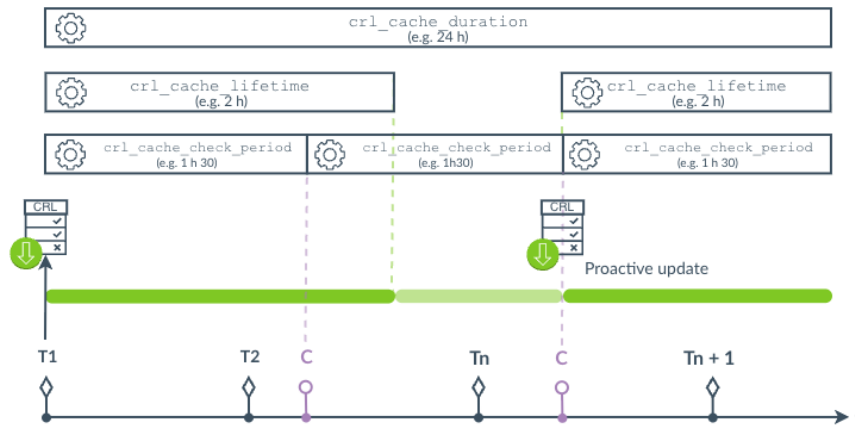 crl_cache_duration
(e.g. 24 h)
crl_cache_lifetime
(e.g. 2 h)
crl_cache_lifetime
(e.g. 2 h)
crl_cache_check_period
(e.g. 1 h 30)
crl_cache_check_period
(e.g. 1h30)
crl_cache_check_period
(e.g. 1 h 30)
CRL
CRL
Proactive update
T1
T2
C
Tn
C
Tn + 1